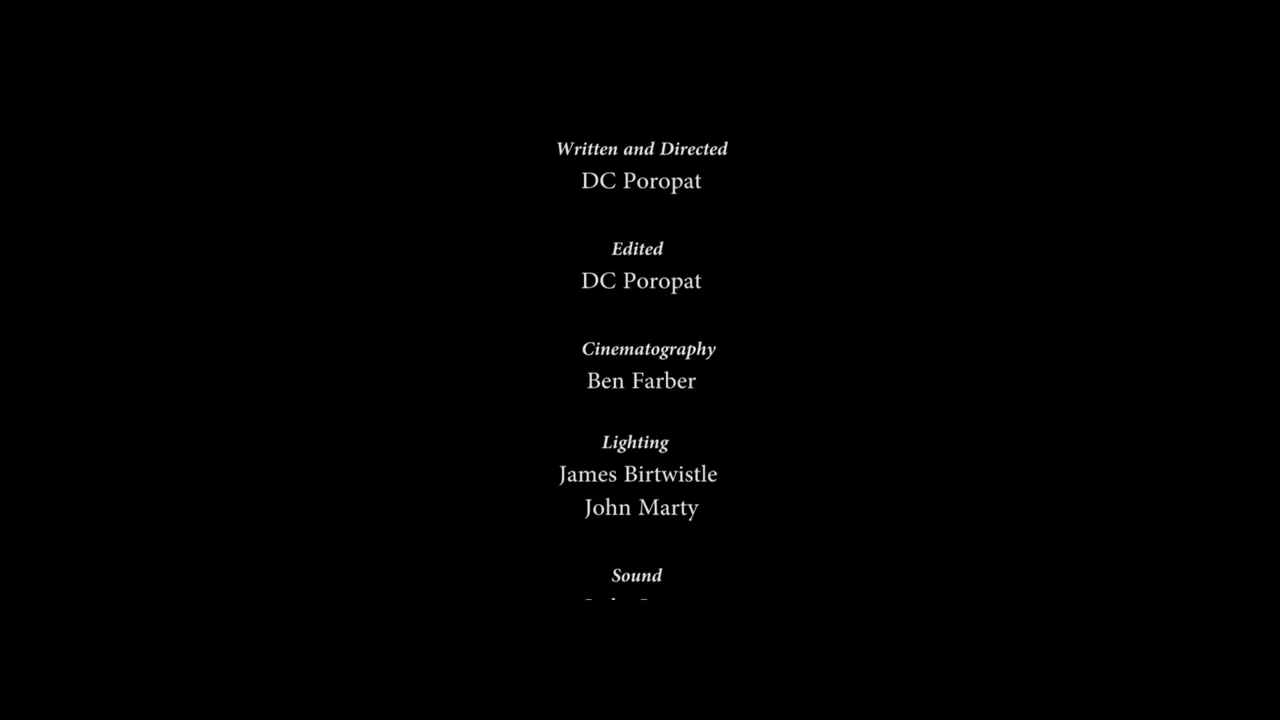 Written and Directed
DC Poropat
Edited
DC Poropat
Cinematography
Ben Farber
Lighting
James Birtwistle
John Marty
Sound